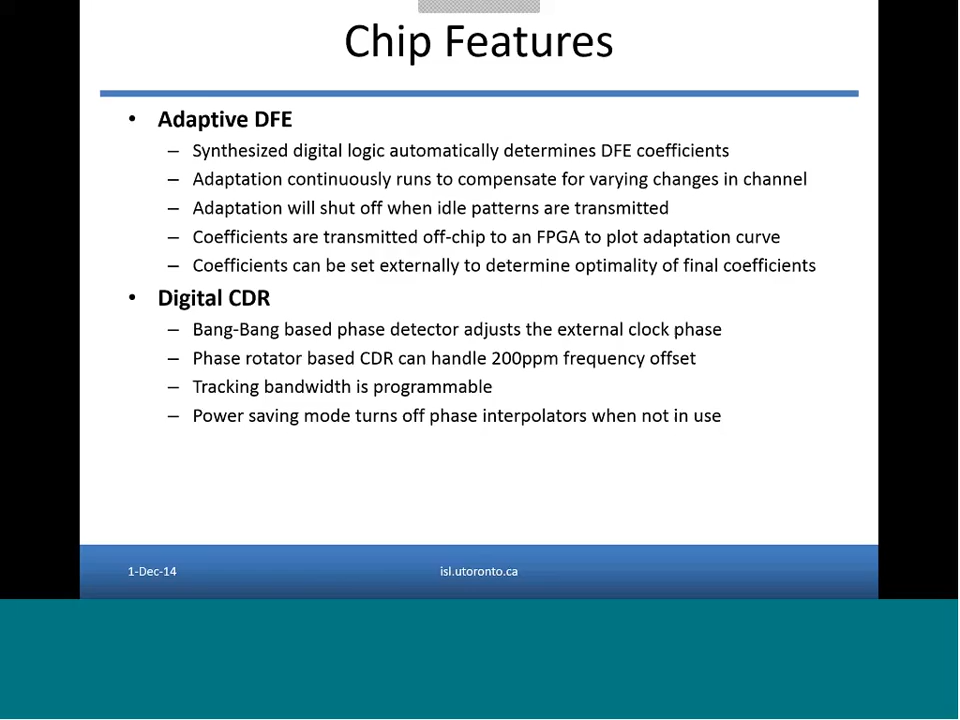 Chip Features
• Adaptive DFE
– Synthesized digital logic automatically determines DFE coefficients
– Adaptation continuously runs to compensate for varying changes in channel
– Adaptation will shut off when idle patterns are transmitted
– Coefficients are transmitted off-chip to an FPGA to plot adaptation curve
– Coefficients can be set externally to determine optimality of final coefficients
• Digital CDR
– Bang-Bang based phase detector adjusts the external clock phase
– Phase rotator based CDR can handle 200ppm frequency offset
– Tracking bandwidth is programmable
– Power saving mode turns off phase interpolators when not in use
1-Dec-14
isl.utoronto.ca